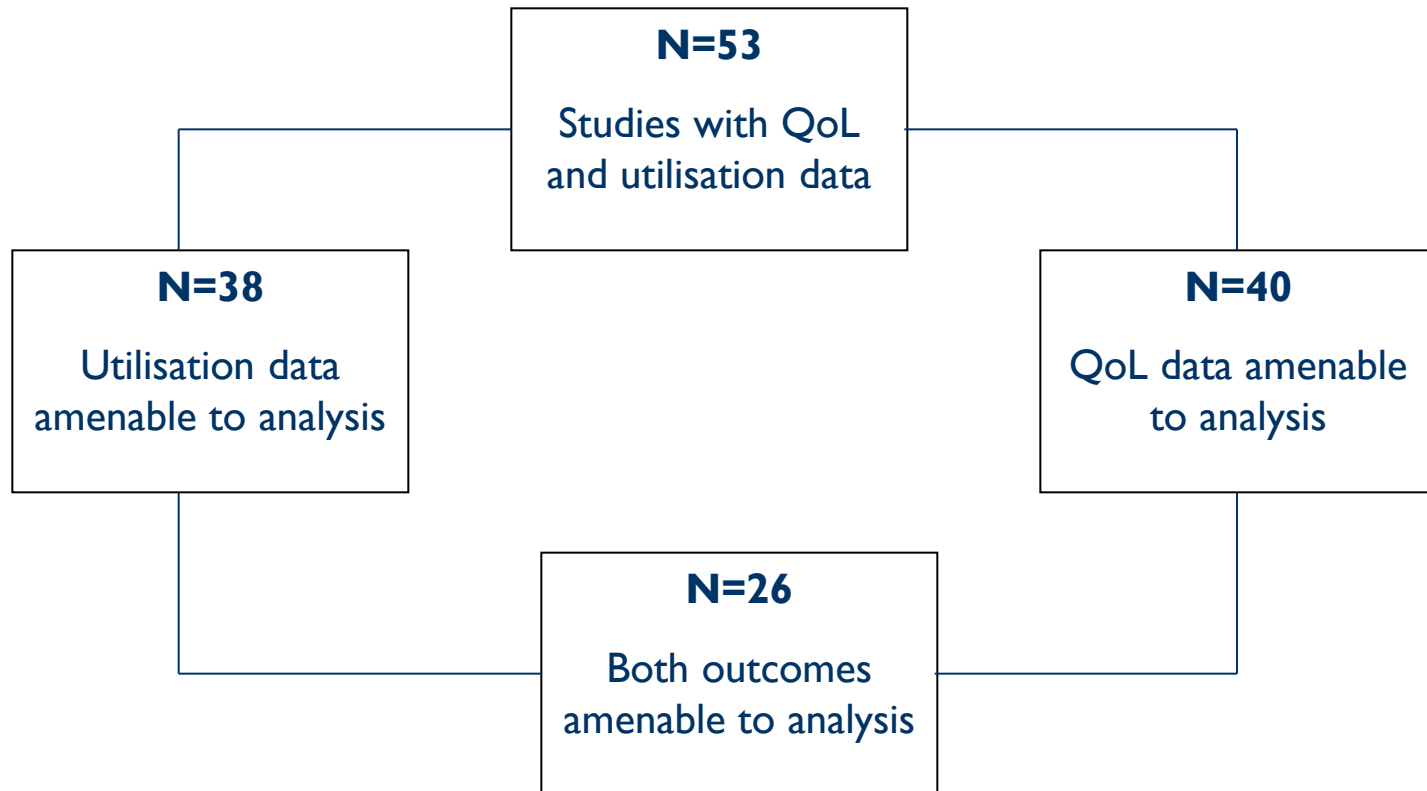 N=53
Studies with QoL
and utilisation data
N=38
Utilisation data
amenable to analysis
N=40
QoL data amenable
to analysis
N=26
Both outcomes
amenable to analysis